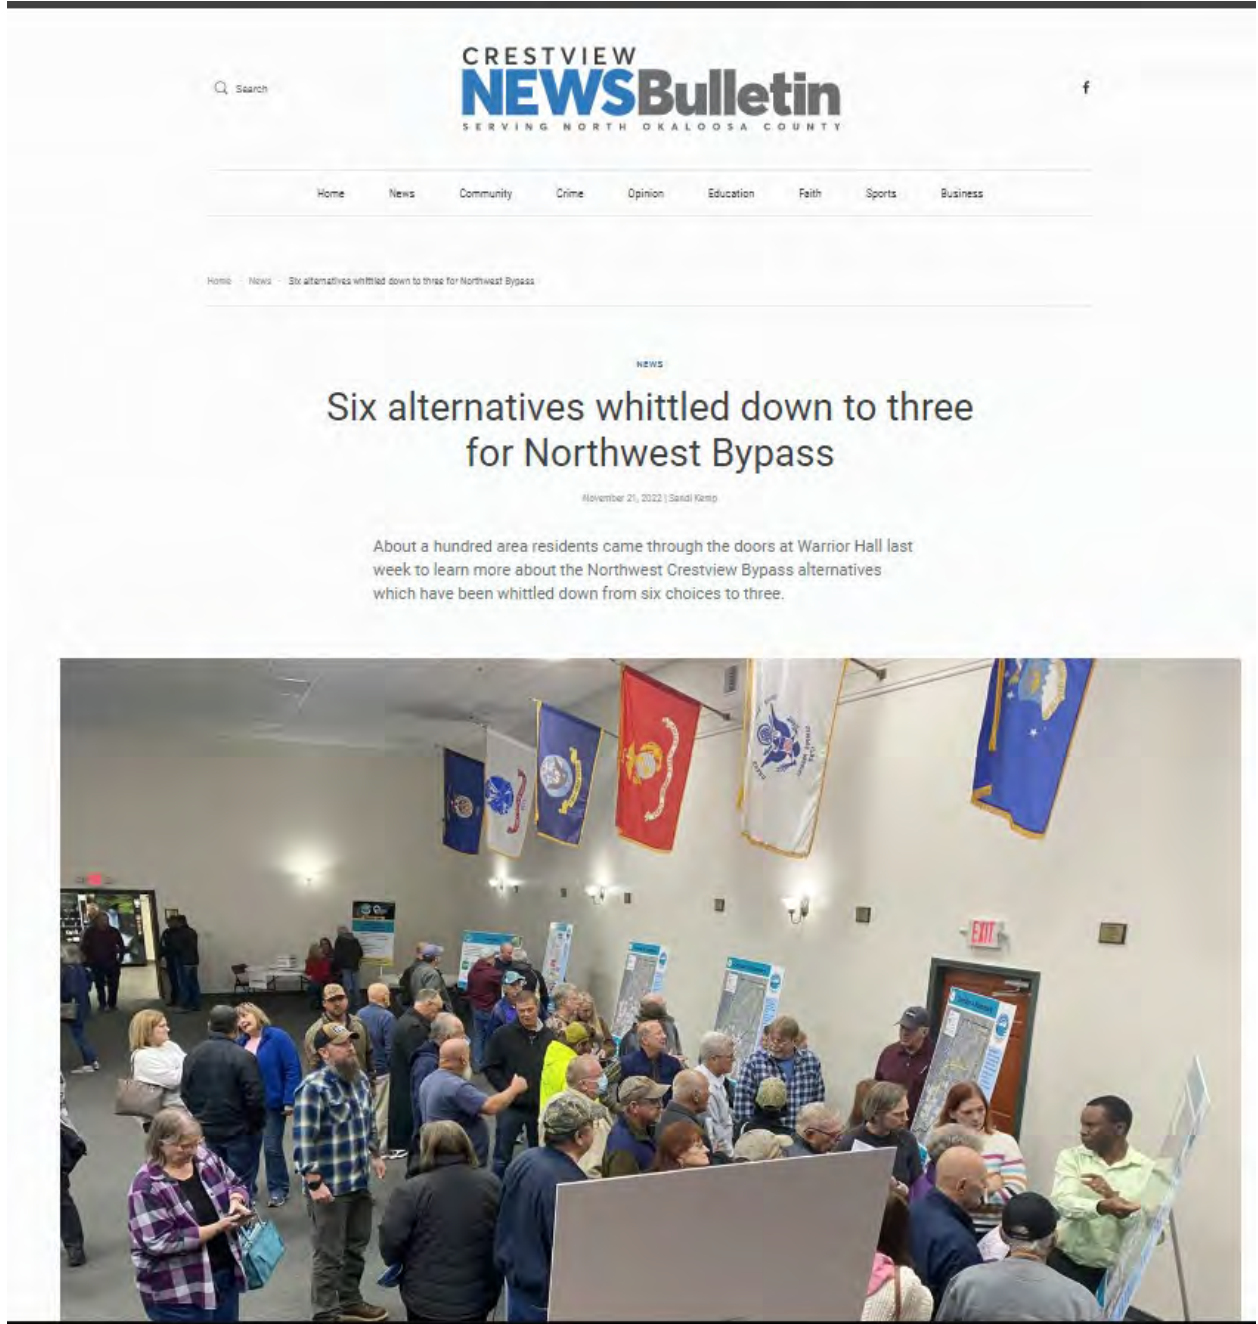 CRESTVIEW
NEWSBulletin
SERVING NORTH OKALOOSA COUNTY
Search
f
Home News Community Crime Opinion Education Faith Sports Business
Home News Six alternatives whittled down to three for Northwest Bypass
NEWS
Six alternatives whittled down to three
for Northwest Bypass
November 21, 2022 | Sandi Kemp
About a hundred area residents came through the doors at Warrior Hall last
week to learn more about the Northwest Crestview Bypass alternatives
which have been whittled down from six choices to three.
EXIT